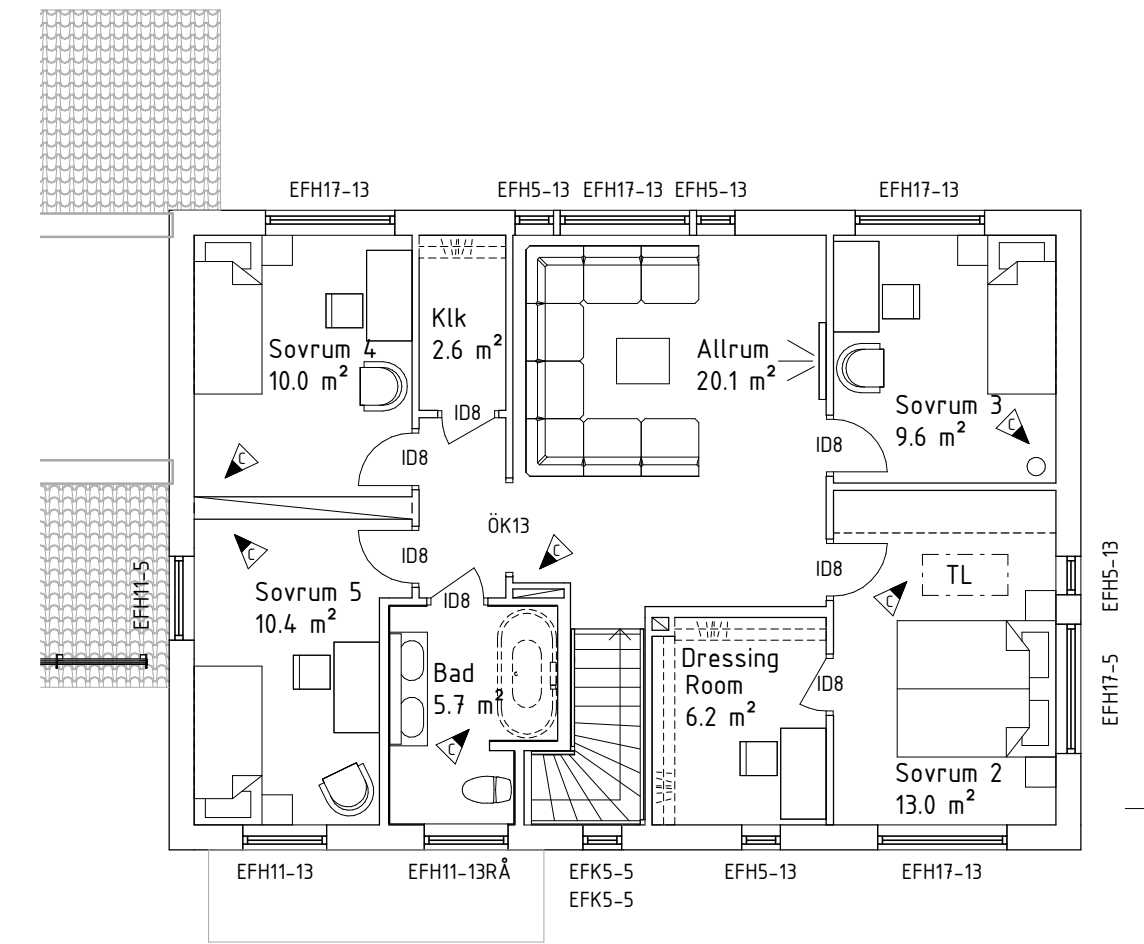 EFH17-13
EFH5-13
EFH17-13
EFH5-13
EFH17-13
Klk
2.6 m²
Sovrum 4
10.0 m²
Allrum
20.1 m²
Sovrum 3
9.6 m²
C
ID8
ID8
ID8
C
ÖK13
C
C
ID8
ID8
TL
C
EFH11-5
EFH5-13
Sovrum 5
10.4 m²
ID8
Bad
5.7 m²
C
Dressing
Room
6.2 m²
ID8
EFH17-5
Sovrum 2
13.0 m²
EFH11-13
EFH11-13RÅ
EFK5-5
EFK5-5
EFH5-13
EFH17-13